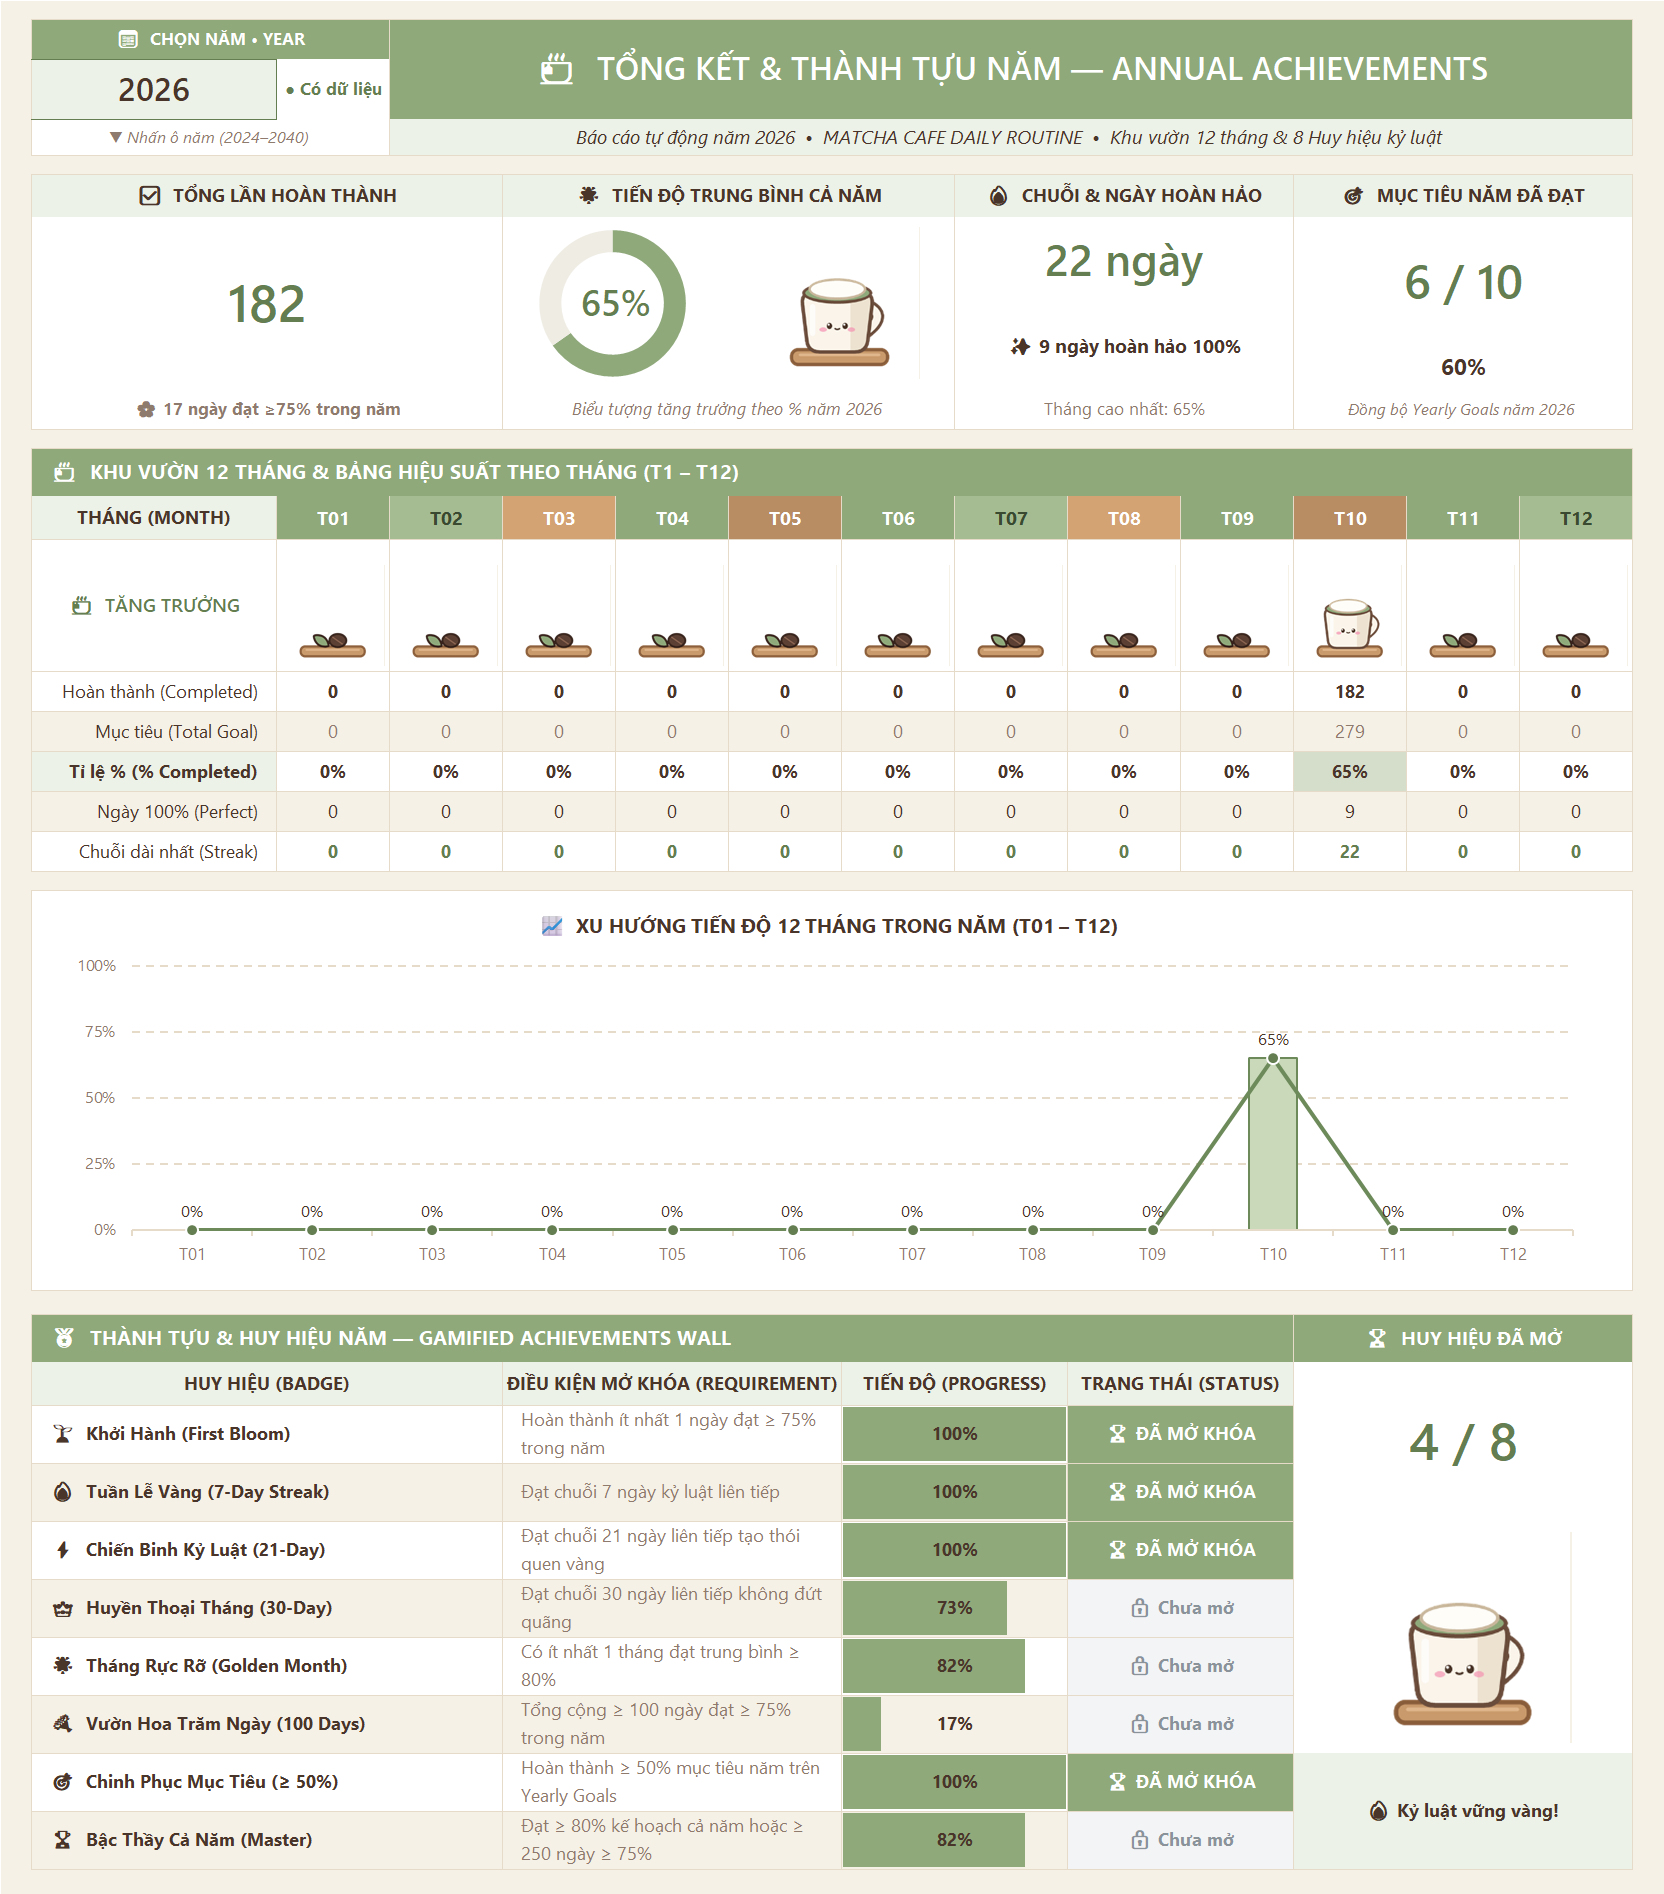 CHỌN NĂM • YEAR
2026
● Có dữ liệu
▼ Nhấn ô năm (2024–2040)
TỔNG KẾT & THÀNH TỰU NĂM — ANNUAL ACHIEVEMENTS
Báo cáo tự động năm 2026 • MATCHA CAFE DAILY ROUTINE • Khu vườn 12 tháng & 8 Huy hiệu kỷ luật
TỔNG LẦN HOÀN THÀNH
182
17 ngày đạt ≥75% trong năm
TIẾN ĐỘ TRUNG BÌNH CẢ NĂM
65%
Biểu tượng tăng trưởng theo % năm 2026
CHUỖI & NGÀY HOÀN HẢO
22 ngày
9 ngày hoàn hảo 100%
Tháng cao nhất: 65%
MỤC TIÊU NĂM ĐÃ ĐẠT
6 / 10
60%
Đồng bộ Yearly Goals năm 2026
KHU VƯỜN 12 THÁNG & BẢNG HIỆU SUẤT THEO THÁNG (T1 – T12)
THÁNG (MONTH) T01 T02 T03 T04 T05 T06 T07 T08 T09 T10 T11 T12
TĂNG TRƯỞNG
Hoàn thành (Completed) 0 0 0 0 0 0 0 0 0 182 0 0
Mục tiêu (Total Goal) 0 0 0 0 0 0 0 0 0 279 0 0
Tỉ lệ % (% Completed) 0% 0% 0% 0% 0% 0% 0% 0% 0% 65% 0% 0%
Ngày 100% (Perfect) 0 0 0 0 0 0 0 0 0 9 0 0
Chuỗi dài nhất (Streak) 0 0 0 0 0 0 0 0 0 22 0 0
XU HƯỚNG TIẾN ĐỘ 12 THÁNG TRONG NĂM (T01 – T12)
100%
75%
65%
50%
25%
0% 0% 0% 0% 0% 0% 0% 0% 0% 0% 0%
0%
T01 T02 T03 T04 T05 T06 T07 T08 T09 T10 T11 T12
THÀNH TỰU & HUY HIỆU NĂM — GAMIFIED ACHIEVEMENTS WALL
HUY HIỆU (BADGE) ĐIỀU KIỆN MỞ KHÓA (REQUIREMENT) TIẾN ĐỘ (PROGRESS) TRẠNG THÁI (STATUS)
Khởi Hành (First Bloom)
Hoàn thành ít nhất 1 ngày đạt ≥ 75%
trong năm
100%
ĐÃ MỞ KHÓA
Tuần Lễ Vàng (7-Day Streak)
Đạt chuỗi 7 ngày kỷ luật liên tiếp
100%
ĐÃ MỞ KHÓA
Chiến Binh Kỷ Luật (21-Day)
Đạt chuỗi 21 ngày liên tiếp tạo thói
quen vàng
100%
ĐÃ MỞ KHÓA
Huyền Thoại Tháng (30-Day)
Đạt chuỗi 30 ngày liên tiếp không đứt
quãng
73%
Chưa mở
Tháng Rực Rỡ (Golden Month)
Có ít nhất 1 tháng đạt trung bình ≥
80%
82%
Chưa mở
Vườn Hoa Trăm Ngày (100 Days)
Tổng cộng ≥ 100 ngày đạt ≥ 75%
trong năm
17%
Chưa mở
Chinh Phục Mục Tiêu (≥ 50%)
Hoàn thành ≥ 50% mục tiêu năm trên
Yearly Goals
100%
ĐÃ MỞ KHÓA
Bậc Thầy Cả Năm (Master)
Đạt ≥ 80% kế hoạch cả năm hoặc ≥
250 ngày ≥ 75%
82%
Chưa mở
HUY HIỆU ĐÃ MỞ
4 / 8
Kỷ luật vững vàng!